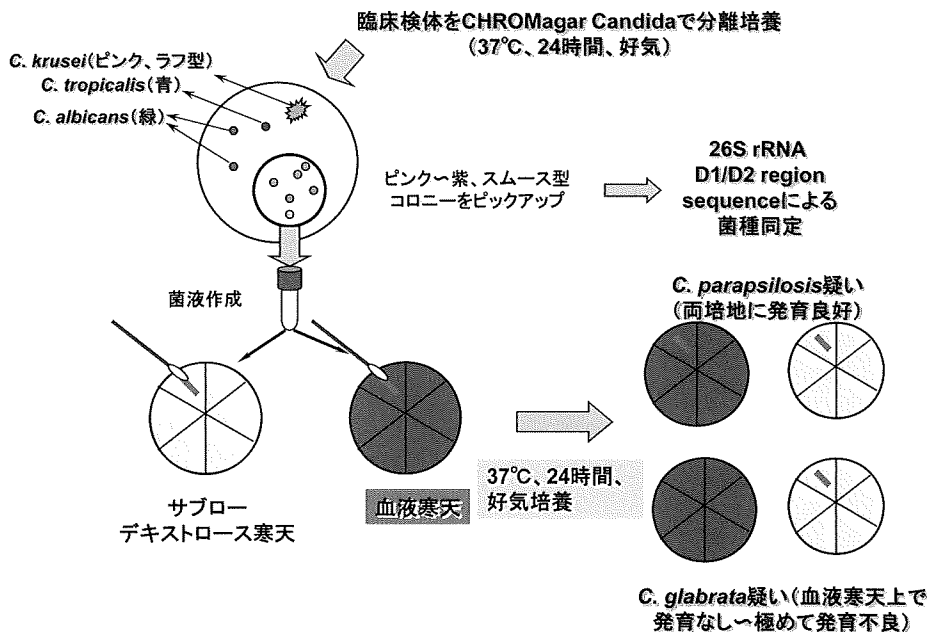 臨床検体をCHROMagar Candidaで分離培養
（37℃、24時間、好気）
C. krusei（ピンク、ラフ型）
C. tropicalis（青）
C. albicans（緑）
ピンク～紫、スムース型
コロニーをピックアップ
26S rRNA
D1/D2 region
sequenceによる
菌種同定
菌液作成
C. parapsilosis疑い
（両培地に発育良好）
サブロー
デキストロース寒天
血液寒天
37℃、24時間、
好気培養
C. glabrata疑い（血液寒天上で
発育なし～極めて発育不良）